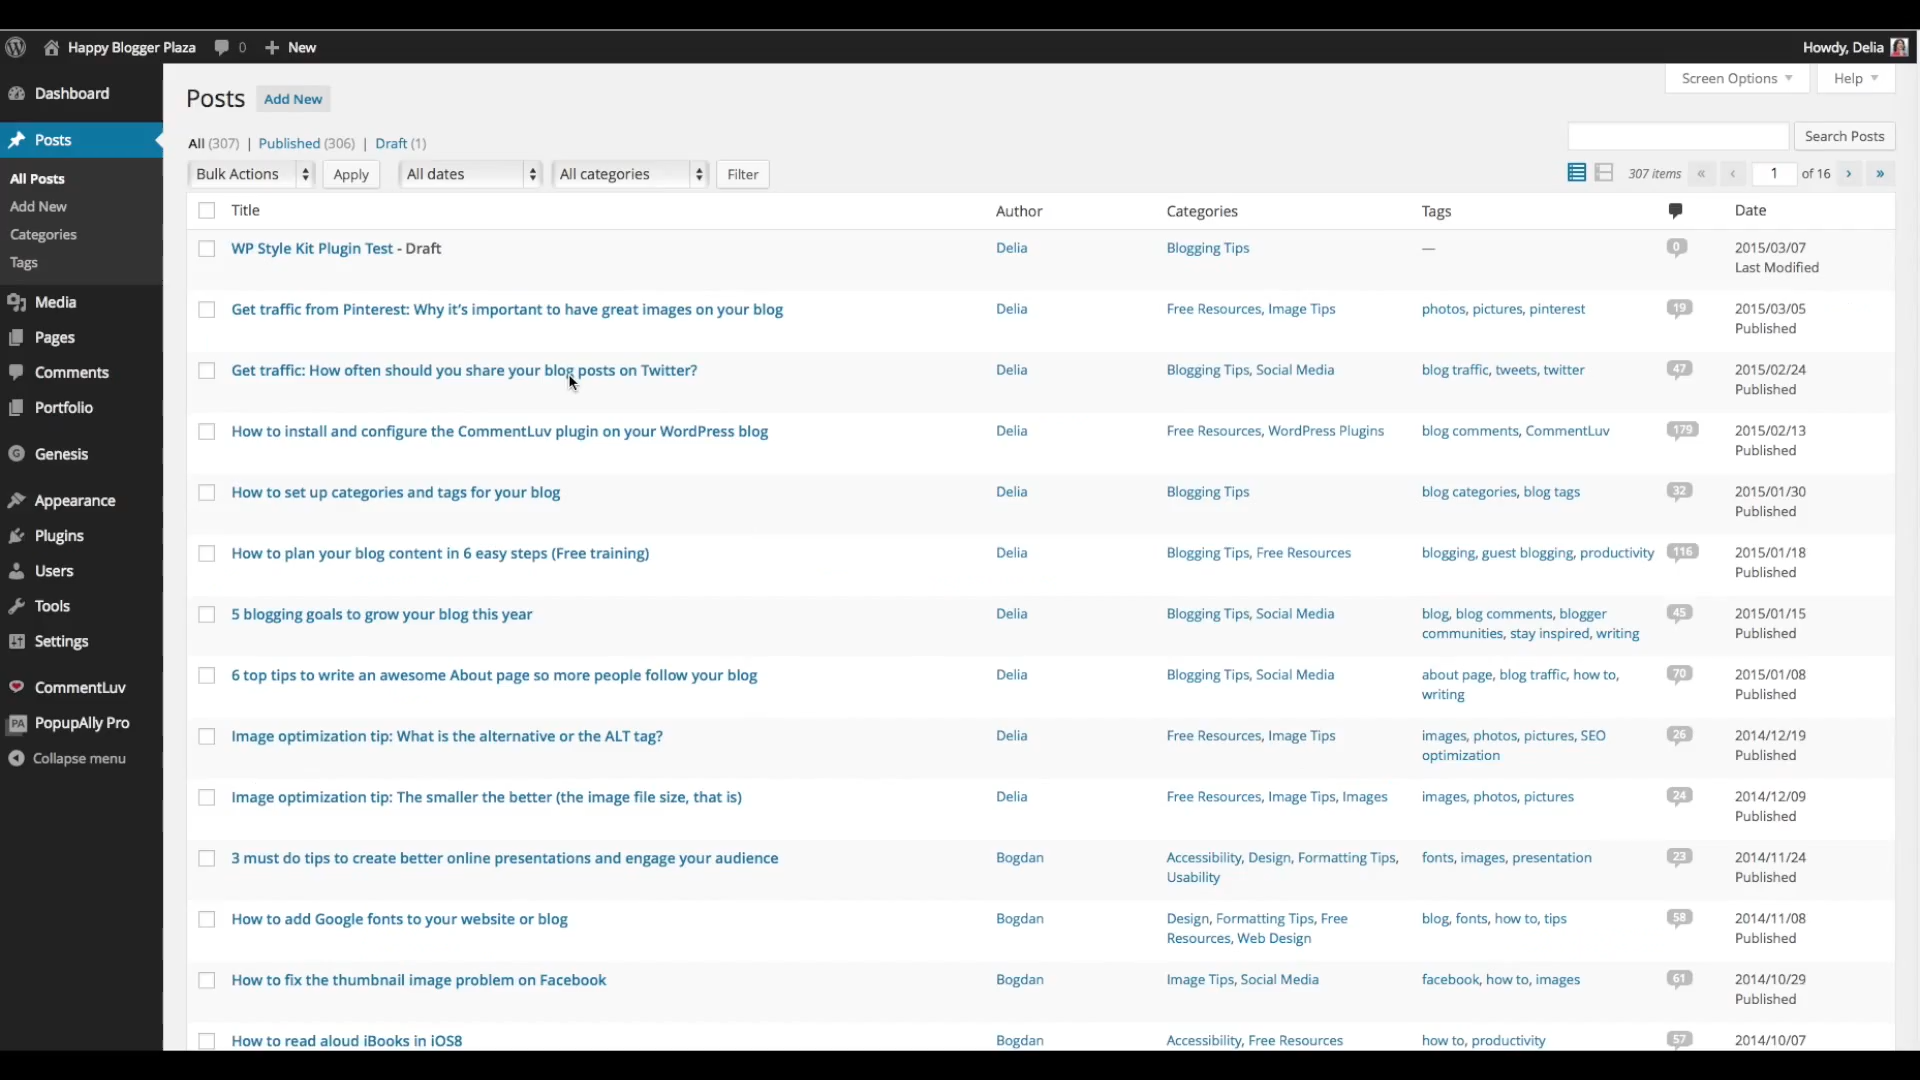 Happy Blogger Plaza 0 New Howdy, Delia
Dashboard
Posts
All Posts
Add New
Categories
Tags
Media
Pages
Comments
Portfolio
Genesis
Appearance
Plugins
Users
Tools
Settings
CommentLuv
PopupAlly Pro
Collapse menu
Screen Options Help
Posts Add New
All (307) | Published (306) | Draft (1)
Search Posts
Bulk Actions Apply All dates All categories Filter 307 items « ‹ 1 of 16 › »
Title Author Categories Tags Date
WP Style Kit Plugin Test - Draft Delia Blogging Tips — 0 2015/03/07
Last Modified
Get traffic from Pinterest: Why it’s important to have great images on your blog Delia Free Resources, Image Tips photos, pictures, pinterest 19 2015/03/05
Published
Get traffic: How often should you share your blog posts on Twitter? Delia Blogging Tips, Social Media blog traffic, tweets, twitter 47 2015/02/24
Published
How to install and configure the CommentLuv plugin on your WordPress blog Delia Free Resources, WordPress Plugins blog comments, CommentLuv 179 2015/02/13
Published
How to set up categories and tags for your blog Delia Blogging Tips blog categories, blog tags 32 2015/01/30
Published
How to plan your blog content in 6 easy steps (Free training) Delia Blogging Tips, Free Resources blogging, guest blogging, productivity 116 2015/01/18
Published
5 blogging goals to grow your blog this year Delia Blogging Tips, Social Media blog, blog comments, blogger 45 2015/01/15
communities, stay inspired, writing Published
6 top tips to write an awesome About page so more people follow your blog Delia Blogging Tips, Social Media about page, blog traffic, how to, 70 2015/01/08
writing Published
Image optimization tip: What is the alternative or the ALT tag? Delia Free Resources, Image Tips images, photos, pictures, SEO 26 2014/12/19
optimization Published
Image optimization tip: The smaller the better (the image file size, that is) Delia Free Resources, Image Tips, Images images, photos, pictures 24 2014/12/09
Published
3 must do tips to create better online presentations and engage your audience Bogdan Accessibility, Design, Formatting Tips, fonts, images, presentation 23 2014/11/24
Usability Published
How to add Google fonts to your website or blog Bogdan Design, Formatting Tips, Free blog, fonts, how to, tips 58 2014/11/08
Resources, Web Design Published
How to fix the thumbnail image problem on Facebook Bogdan Image Tips, Social Media facebook, how to, images 61 2014/10/29
Published
How to read aloud iBooks in iOS8 Bogdan Accessibility, Free Resources how to, productivity 57 2014/10/07